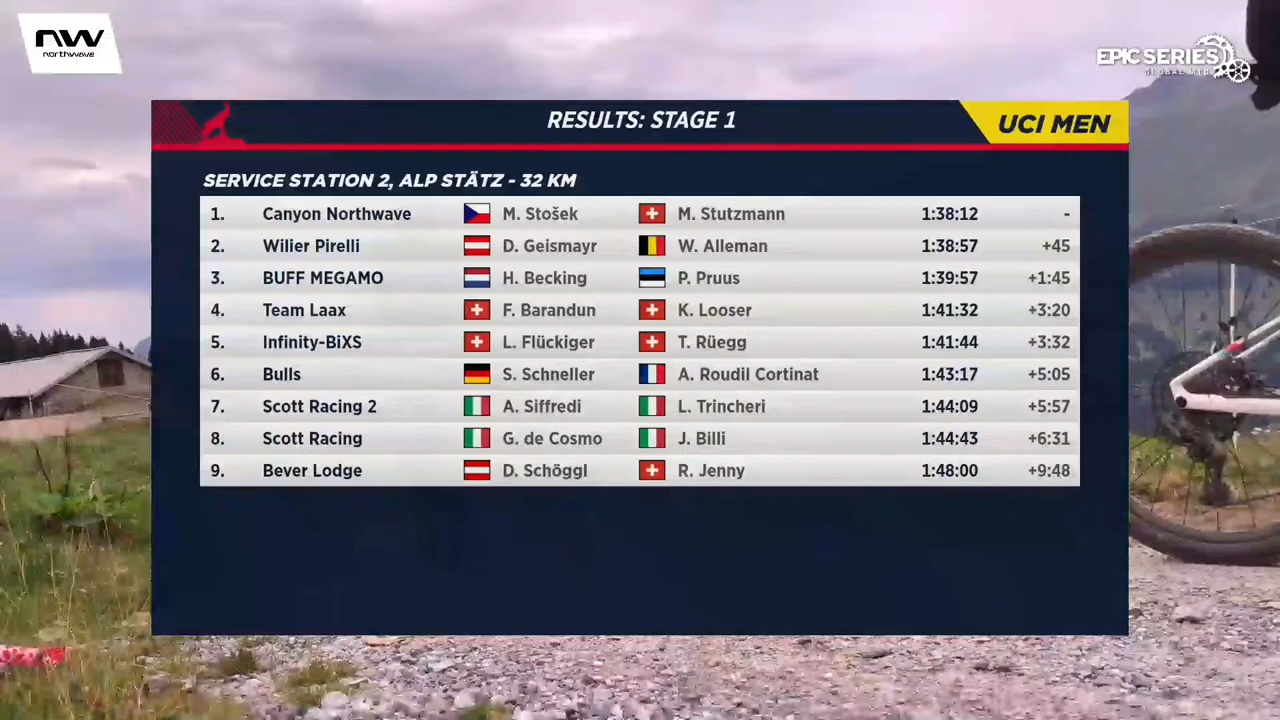 nw
northwave
EPIC SERIES
GLOBAL MTB
RESULTS: STAGE 1
UCI MEN
SERVICE STATION 2, ALP STÄTZ - 32 KM
1. Canyon Northwave M. Stošek M. Stutzmann 1:38:12 -
2. Wilier Pirelli D. Geismayr W. Alleman 1:38:57 +45
3. BUFF MEGAMO H. Becking P. Pruus 1:39:57 +1:45
4. Team Laax F. Barandun K. Looser 1:41:32 +3:20
5. Infinity-BiXS L. Flückiger T. Rüegg 1:41:44 +3:32
6. Bulls S. Schneller A. Roudil Cortinat 1:43:17 +5:05
7. Scott Racing 2 A. Siffredi L. Trincheri 1:44:09 +5:57
8. Scott Racing G. de Cosmo J. Billi 1:44:43 +6:31
9. Bever Lodge D. Schöggl R. Jenny 1:48:00 +9:48